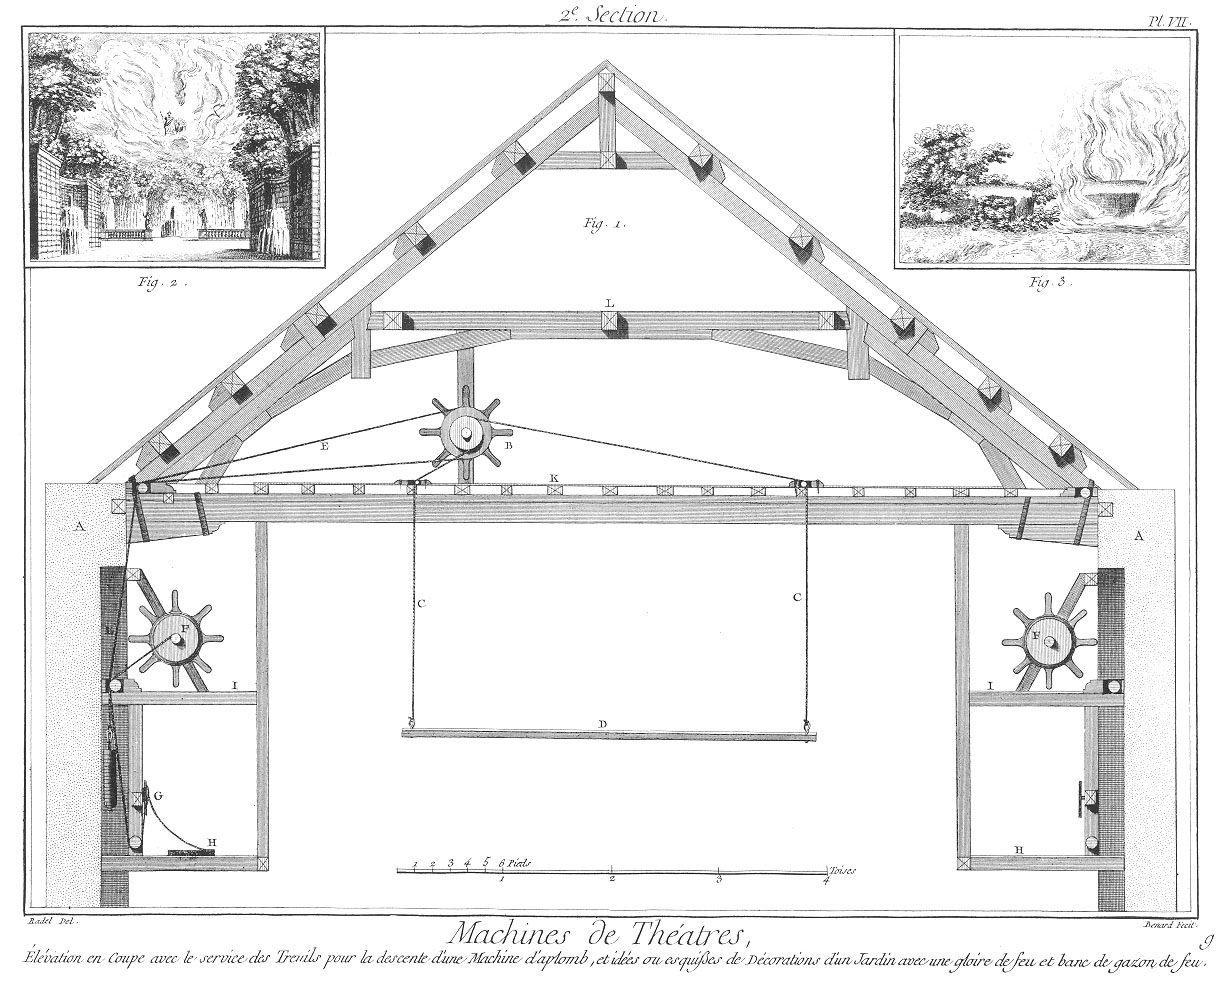 2e. Section.
Pl. VII.
Fig. 1.
Fig. 2.
Fig. 3.
L
E
B
K
A
A
C
C
F
F
I
I
D
G
H
H
1 2 3 4 5 6 Pieds
1 2 3 4 Toises
Radel Del.
Benard Fecit.
Machines de Théatres,
9
Élévation en Coupe avec le service des Treuils pour la descente d'une Machine d'aplomb, et idées ou esquißes de Décorations d'un Jardin avec une gloire de feu et banc de gazon de feu.